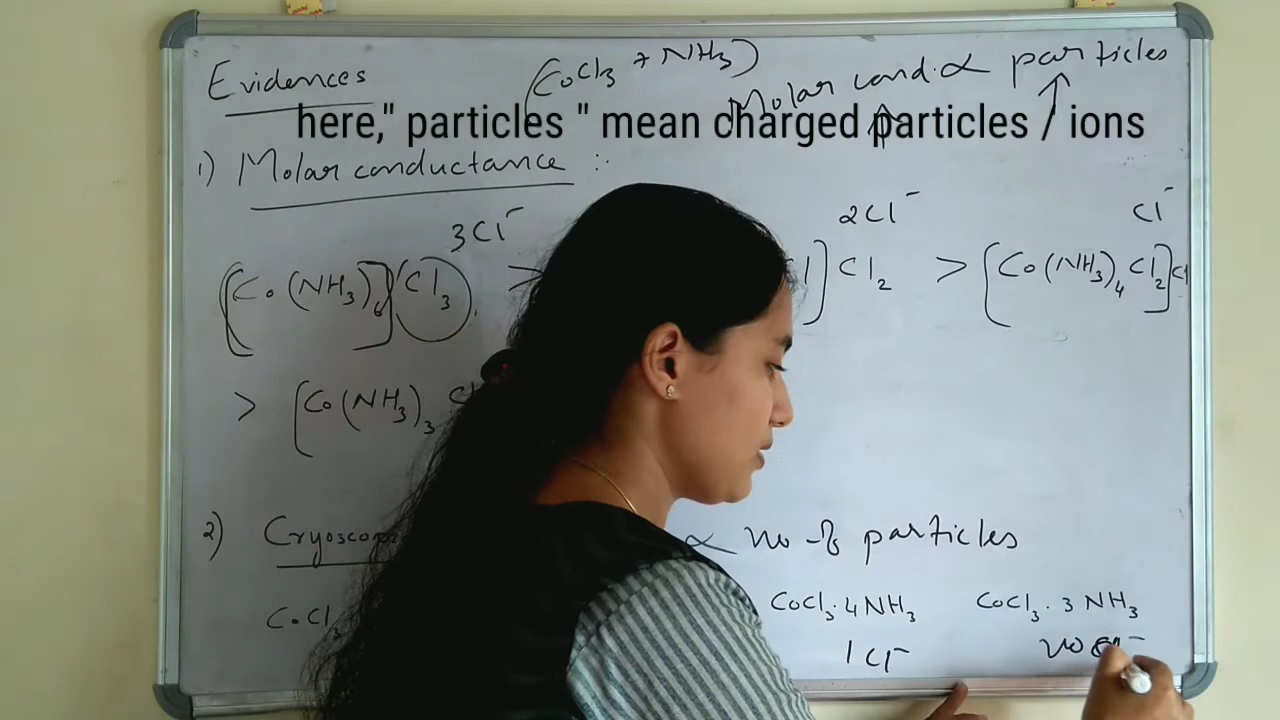 Evidences (CoCl₃ + NH₃) Molar cond. ∝ particles
here," particles " mean charged particles / ions
1) Molar conductance :
3Cl⁻ 2Cl⁻ Cl⁻
[Co(NH₃)₆]Cl₃ > l]Cl₂ > [Co(NH₃)₄Cl₂]Cl
> [Co(NH₃)₃
2) ∝ no of particles
CoCl₃ CoCl₃·4NH₃ CoCl₃·3NH₃
1Cl⁻ no